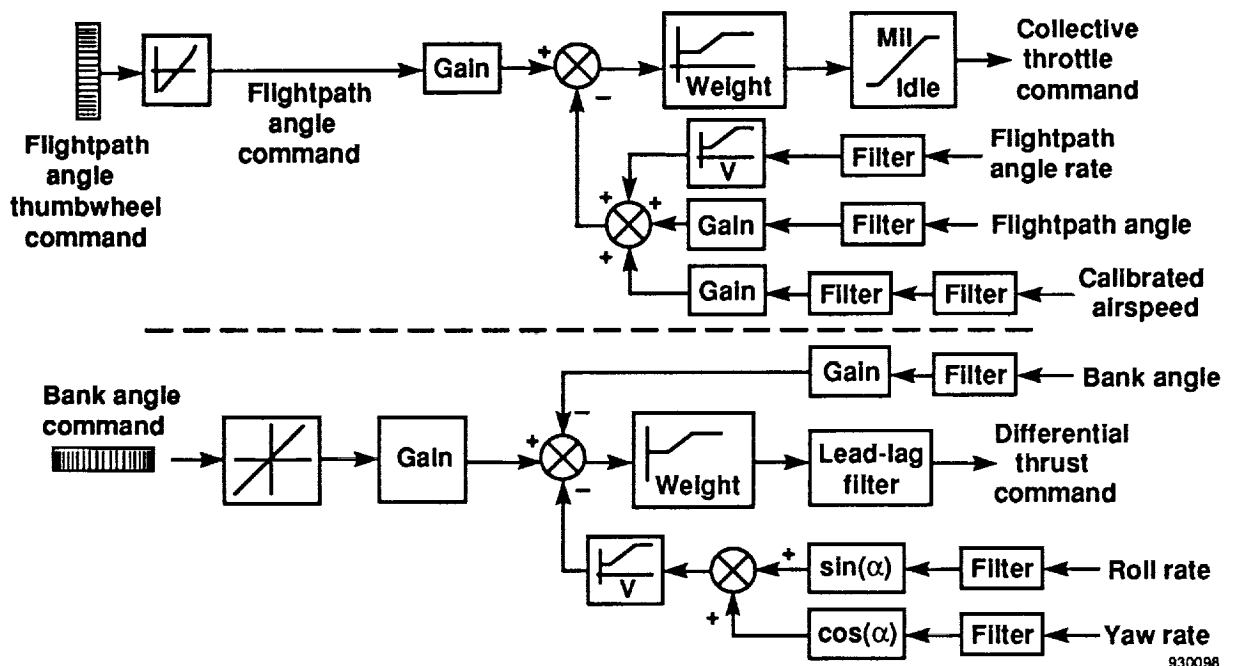 Flightpath
angle
thumbwheel
command
Flightpath
angle
command
Gain
+
−
Weight
Mil
Idle
Collective
throttle
command
V
Filter
Flightpath
angle rate
+
+
+
Gain
Filter
Flightpath angle
Gain
Filter
Filter
Calibrated
airspeed
Bank angle
command
Gain
Filter
Bank angle
Gain
+
−
−
Weight
Lead-lag
filter
Differential
thrust
command
V
+
+
sin(α)
Filter
Roll rate
cos(α)
Filter
Yaw rate
930098